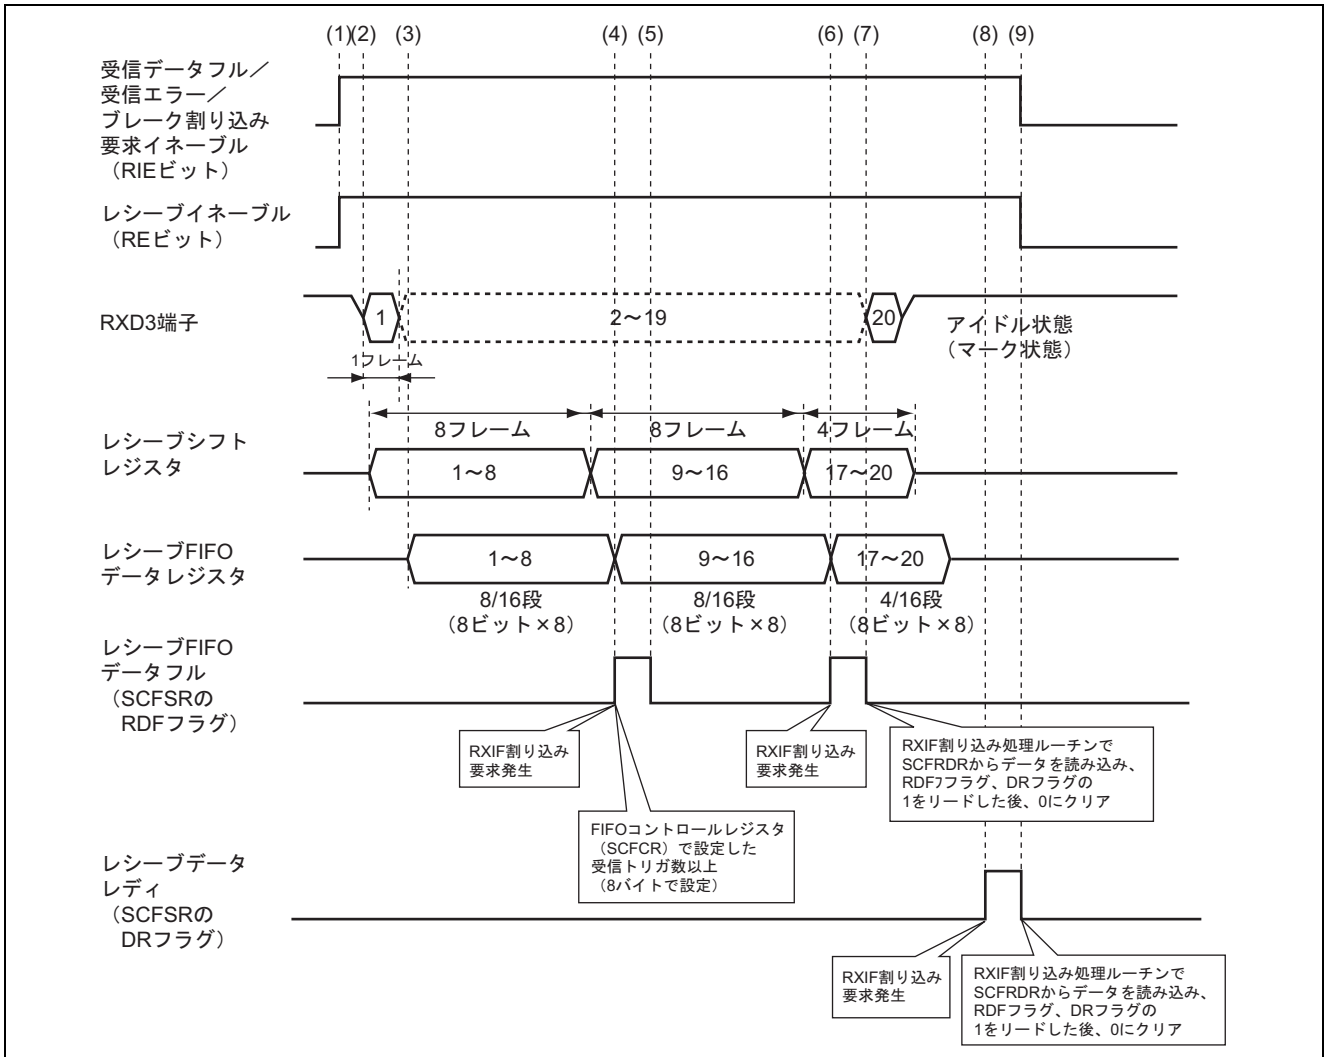 (1)(2) (3) (4) (5) (6) (7) (8) (9)
受信データフル／
受信エラー／
ブレーク割り込み
要求イネーブル
（RIEビット）
レシーブイネーブル
（REビット）
RXD3端子
1
2～19
20
アイドル状態
（マーク状態）
1フレーム
8フレーム
8フレーム
4フレーム
レシーブシフト
レジスタ
1～8
9～16
17～20
レシーブFIFO
データレジスタ
1～8
9～16
17～20
8/16段
（8ビット×8）
8/16段
（8ビット×8）
4/16段
（8ビット×8）
レシーブFIFO
データフル
（SCFSRの
RDFフラグ）
RXIF割り込み
要求発生
RXIF割り込み
要求発生
RXIF割り込み処理ルーチンで
SCFRDRからデータを読み込み、
RDFﾌフラグ、DRフラグの
1をリードした後、0にクリア
FIFOコントロールレジスタ
（SCFCR）で設定した
受信トリガ数以上
（8バイトで設定）
レシーブデータ
レディ
（SCFSRの
DRフラグ）
RXIF割り込み
要求発生
RXIF割り込み処理ルーチンで
SCFRDRからデータを読み込み、
RDFフラグ、DRフラグの
1をリードした後、0にクリア